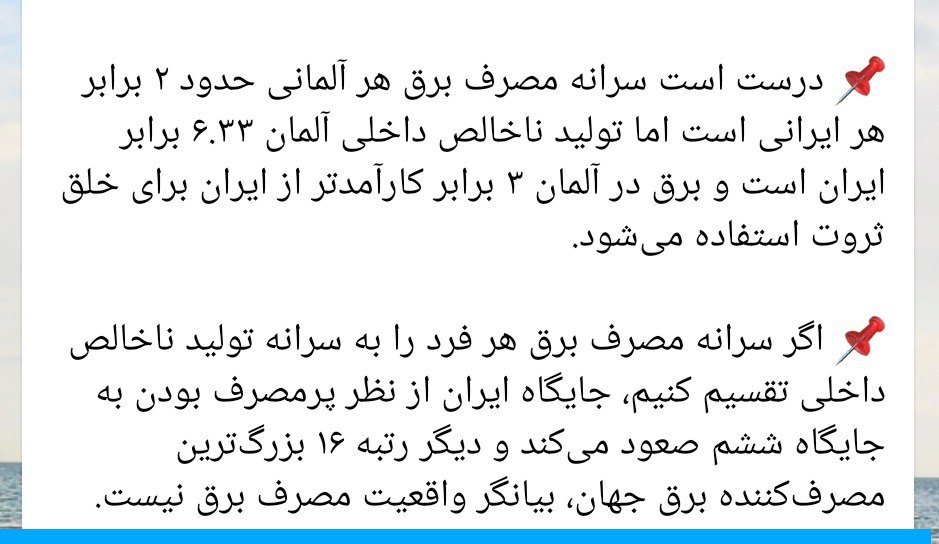 📌 درست است سرانه مصرف برق هر آلمانی حدود ۲ برابر
هر ایرانی است اما تولید ناخالص داخلی آلمان ۶.۳۳ برابر
ایران است و برق در آلمان ۳ برابر کارآمدتر از ایران برای خلق
ثروت استفاده می‌شود.
📌 اگر سرانه مصرف برق هر فرد را به سرانه تولید ناخالص
داخلی تقسیم کنیم، جایگاه ایران از نظر پرمصرف بودن به
جایگاه ششم صعود می‌کند و دیگر رتبه ۱۶ بزرگ‌ترین
مصرف‌کننده برق جهان، بیانگر واقعیت مصرف برق نیست.